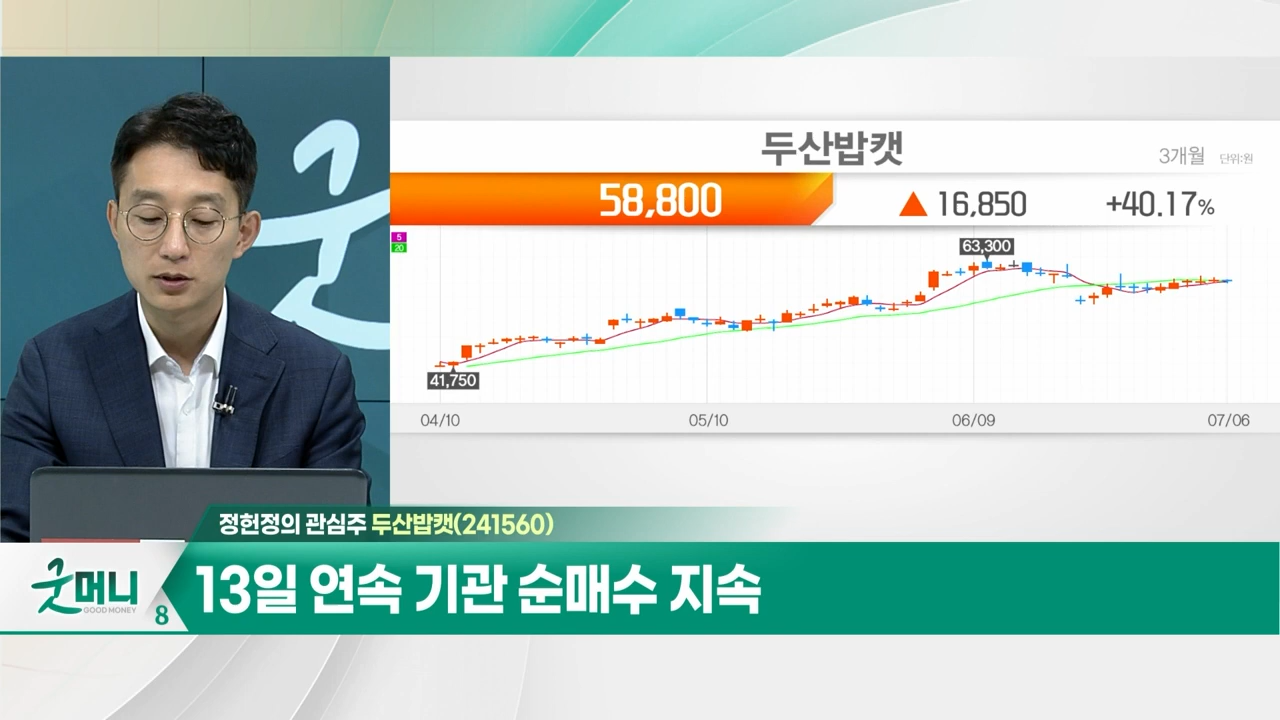 두산밥캣
3개월 단위:원
58,800 ▲ 16,850 +40.17%
5
20
63,300
41,750
04/10 05/10 06/09 07/06
정헌정의 관심주 두산밥캣(241560)
굿머니
GOOD MONEY
8
13일 연속 기관 순매수 지속